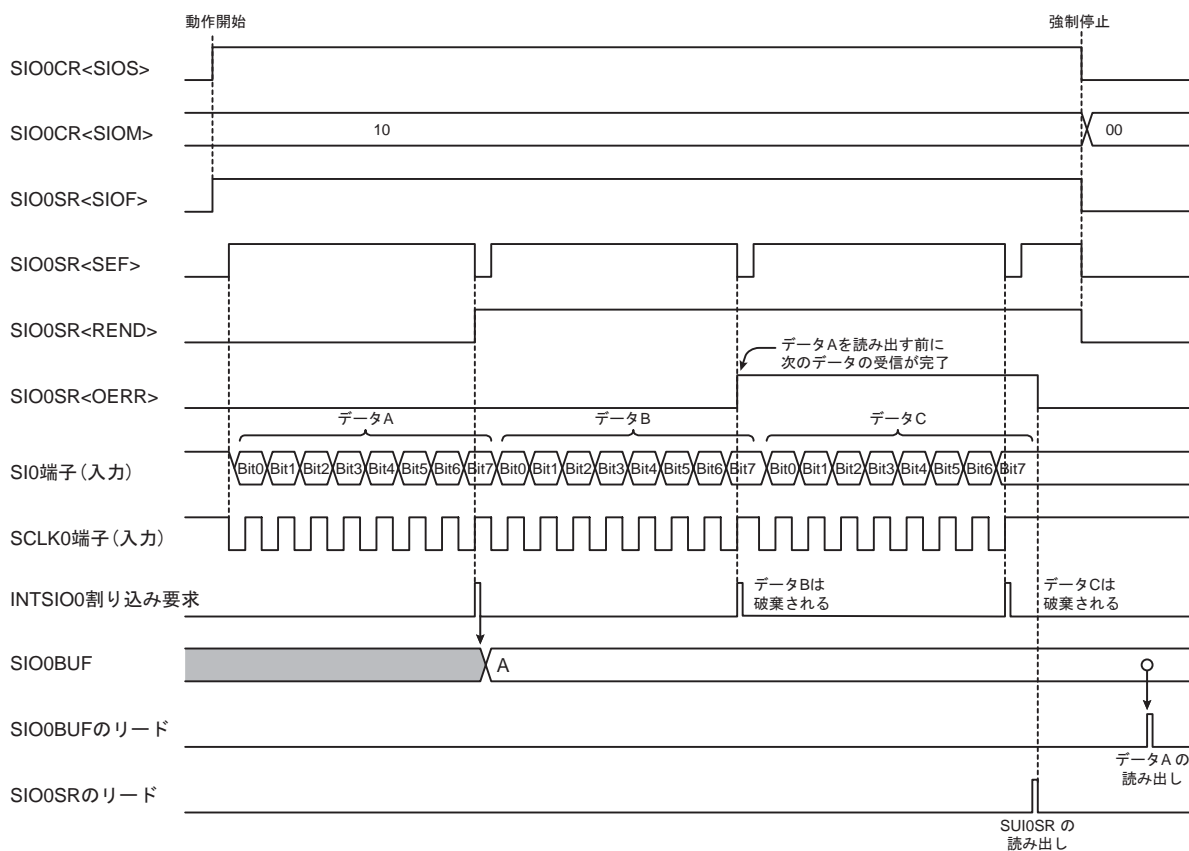 動作開始
強制停止
SIO0CR<SIOS>
SIO0CR<SIOM>
10
00
SIO0SR<SIOF>
SIO0SR<SEF>
SIO0SR<REND>
データAを読み出す前に
次のデータの受信が完了
SIO0SR<OERR>
データA
データB
データC
SI0端子(入力)
Bit0 Bit1 Bit2 Bit3 Bit4 Bit5 Bit6 Bit7 Bit0 Bit1 Bit2 Bit3 Bit4 Bit5 Bit6 Bit7 Bit0 Bit1 Bit2 Bit3 Bit4 Bit5 Bit6 Bit7
SCLK0端子(入力)
INTSIO0割り込み要求
データBは
破棄される
データCは
破棄される
SIO0BUF
A
SIO0BUFのリード
データA の
読み出し
SIO0SRのリード
SUI0SR の
読み出し